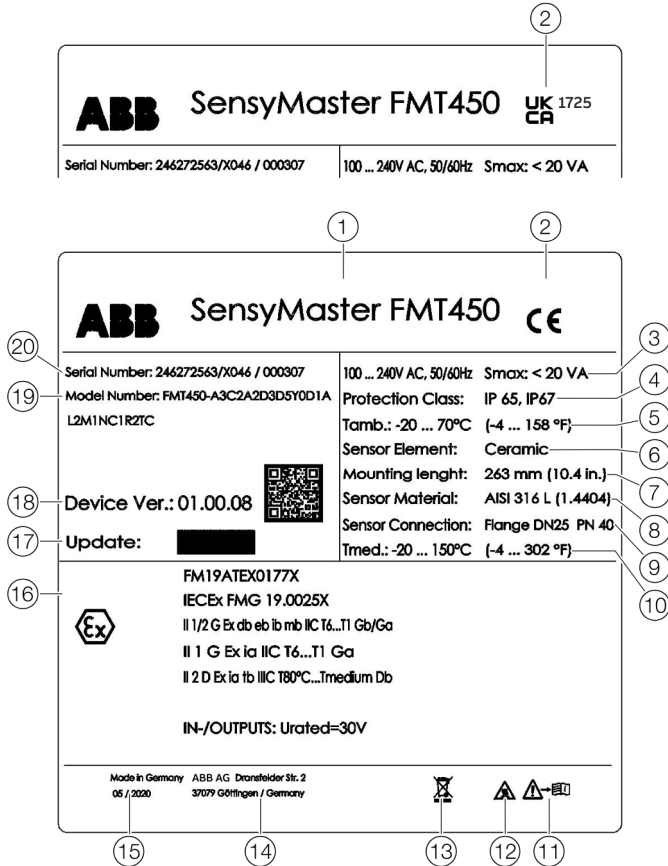 ②
ABB SensyMaster FMT450 UK CA 1725
Serial Number: 246272563/X046 / 000307 100 ... 240V AC, 50/60Hz Smax: < 20 VA
① ②
ABB SensyMaster FMT450 CE
⑳ Serial Number: 246272563/X046 / 000307
⑲ Model Number: FMT450-A3C2A2D3D5Y0D1A
L2M1NC1R2TC
⑱ Device Ver.: 01.00.08
⑰ Update:
100 ... 240V AC, 50/60Hz Smax: < 20 VA ③
Protection Class: IP 65, IP67 ④
Tamb.: -20 ... 70°C (-4 ... 158 °F) ⑤
Sensor Element: Ceramic ⑥
Mounting lenght: 263 mm (10.4 in.) ⑦
Sensor Material: AISI 316 L (1.4404) ⑧
Sensor Connection: Flange DN25 PN 40 ⑨
Tmed.: -20 ... 150°C (-4 ... 302 °F) ⑩
⑯ Ex
FM19ATEX0177X
IECEx FMG 19.0025X
II 1/2 G Ex db eb ib mb IIC T6...T1 Gb/Ga
II 1 G Ex ia IIC T6...T1 Ga
II 2 D Ex ia tb IIIC T80°C...Tmedium Db
IN-/OUTPUTS: Urated=30V
Made in Germany
05 / 2020
ABB AG Dransfelder Str. 2
37079 Göttingen / Germany
⑮ ⑭ ⑬ ⑫ ⑪